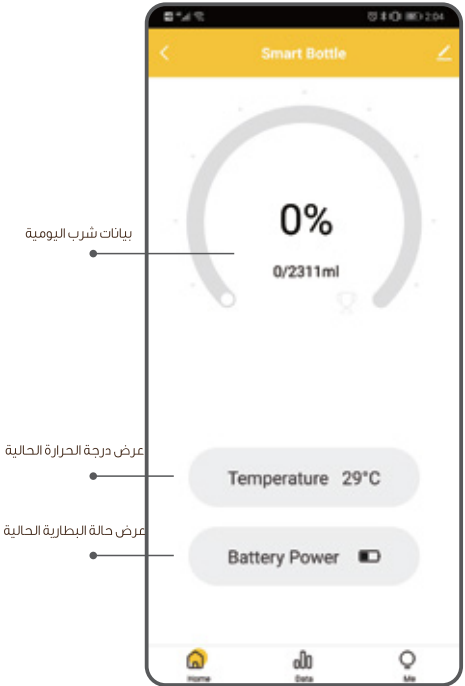 2:04
Smart Bottle
0%
0/2311ml
بيانات شرب اليومية
عرض درجة الحرارة الحالية
Temperature 29°C
عرض حالة البطارية الحالية
Battery Power
Home
Data
Me